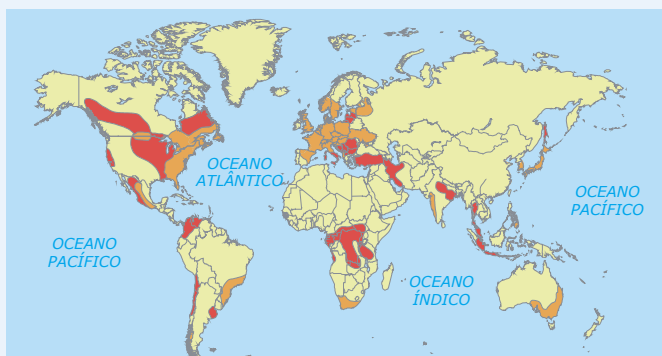 OCEANO
ATLÂNTICO
OCEANO
PACÍFICO
OCEANO
PACÍFICO
OCEANO
ÍNDICO